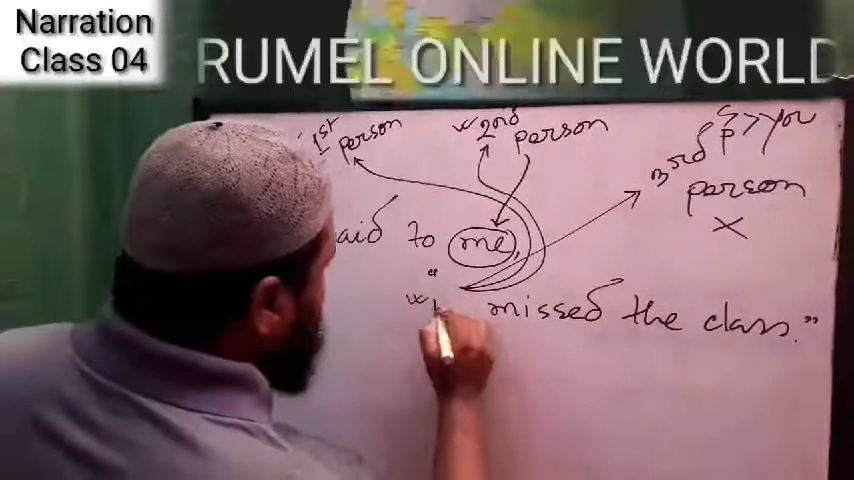 Narration
Class 04
RUMEL ONLINE WORLD
1st person
2nd person
3rd person
P > you
×
aid to me,
"
missed the class."